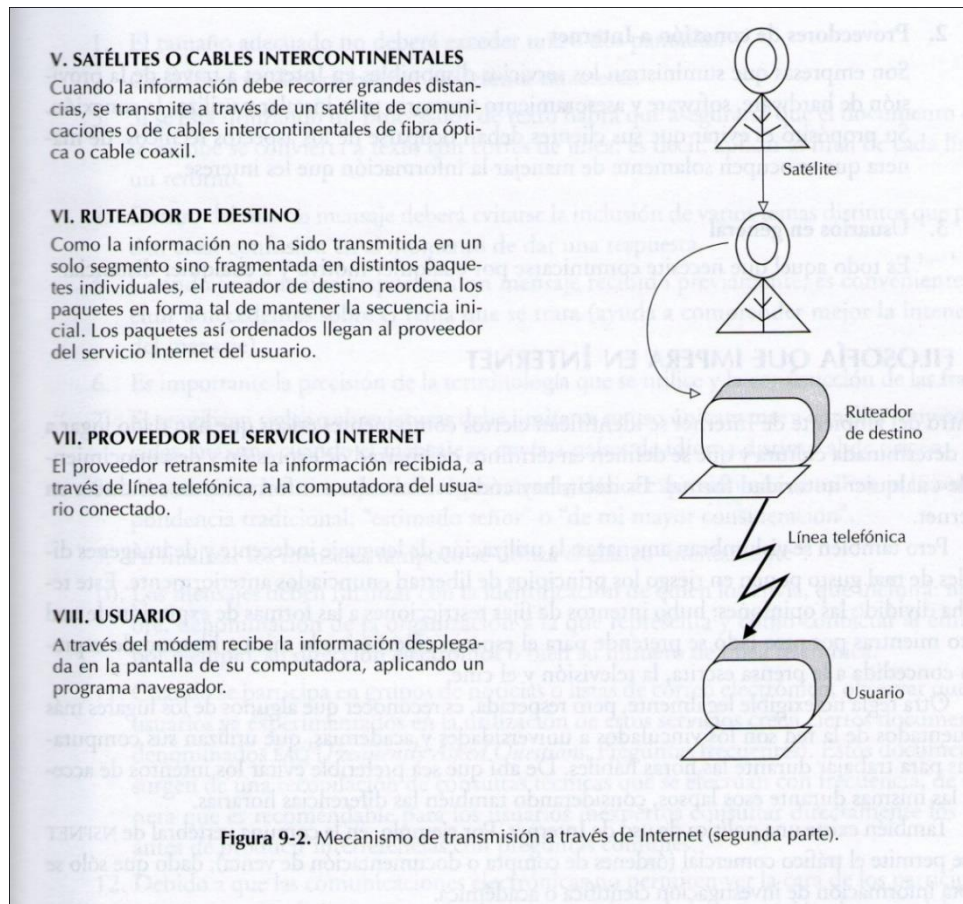 V. SATÉLITES O CABLES INTERCONTINENTALES
Cuando la información debe recorrer grandes distan-
cias, se transmite a través de un satélite de comuni-
caciones o de cables intercontinentales de fibra ópti-
ca o cable coaxil.
Satélite
VI. RUTEADOR DE DESTINO
Como la información no ha sido transmitida en un
solo segmento sino fragmentada en distintos paque-
tes individuales, el ruteador de destino reordena los
paquetes en forma tal de mantener la secuencia ini-
cial. Los paquetes así ordenados llegan al proveedor
del servicio Internet del usuario.
Ruteador
de destino
VII. PROVEEDOR DEL SERVICIO INTERNET
El proveedor retransmite la información recibida, a
través de línea telefónica, a la computadora del usua-
rio conectado.
Línea telefónica
VIII. USUARIO
A través del módem recibe la información desplega-
da en la pantalla de su computadora, aplicando un
programa navegador.
Usuario
Figura 9-2. Mecanismo de transmisión a través de Internet (segunda parte).